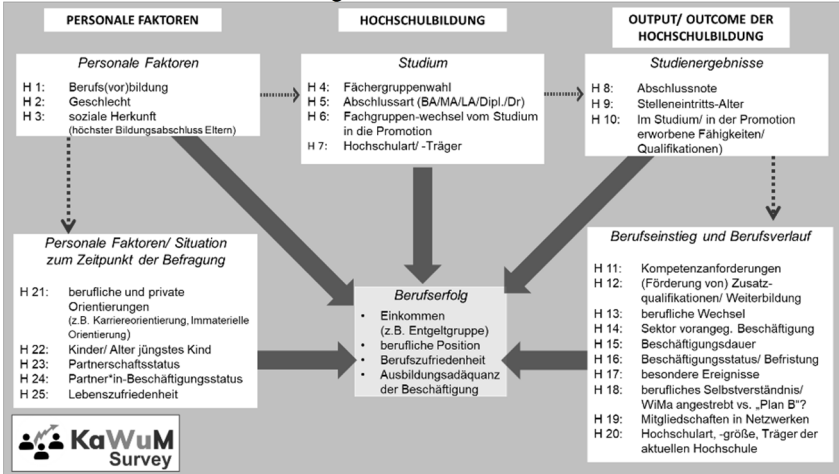 PERSONALE FAKTOREN
HOCHSCHULBILDUNG
OUTPUT/ OUTCOME DER
HOCHSCHULBILDUNG
Personale Faktoren
H 1: Berufs(vor)bildung
H 2: Geschlecht
H 3: soziale Herkunft
(höchster Bildungsabschluss Eltern)
Studium
H 4: Fächergruppenwahl
H 5: Abschlussart (BA/MA/LA/Dipl./Dr)
H 6: Fachgruppen-wechsel vom Studium
in die Promotion
H 7: Hochschulart/ -Träger
Studienergebnisse
H 8: Abschlussnote
H 9: Stelleneintritts-Alter
H 10: Im Studium/ in der Promotion
erworbene Fähigkeiten/
Qualifikationen)
Personale Faktoren/ Situation
zum Zeitpunkt der Befragung
H 21: berufliche und private
Orientierungen
(z.B. Karriereorientierung, Immaterielle
Orientierung)
H 22: Kinder/ Alter jüngstes Kind
H 23: Partnerschaftsstatus
H 24: Partner*in-Beschäftigungsstatus
H 25: Lebenszufriedenheit
Berufserfolg
• Einkommen
(z.B. Entgeltgruppe)
• berufliche Position
• Berufszufriedenheit
• Ausbildungsadäquanz
der Beschäftigung
Berufseinstieg und Berufsverlauf
H 11: Kompetenzanforderungen
H 12: (Förderung von) Zusatz-
qualifikationen/ Weiterbildung
H 13: berufliche Wechsel
H 14: Sektor vorangeg. Beschäftigung
H 15: Beschäftigungsdauer
H 16: Beschäftigungsstatus/ Befristung
H 17: besondere Ereignisse
H 18: berufliches Selbstverständnis/
WiMa angestrebt vs. „Plan B“?
H 19: Mitgliedschaften in Netzwerken
H 20: Hochschulart, -größe, Träger der
aktuellen Hochschule
KaWuM
Survey